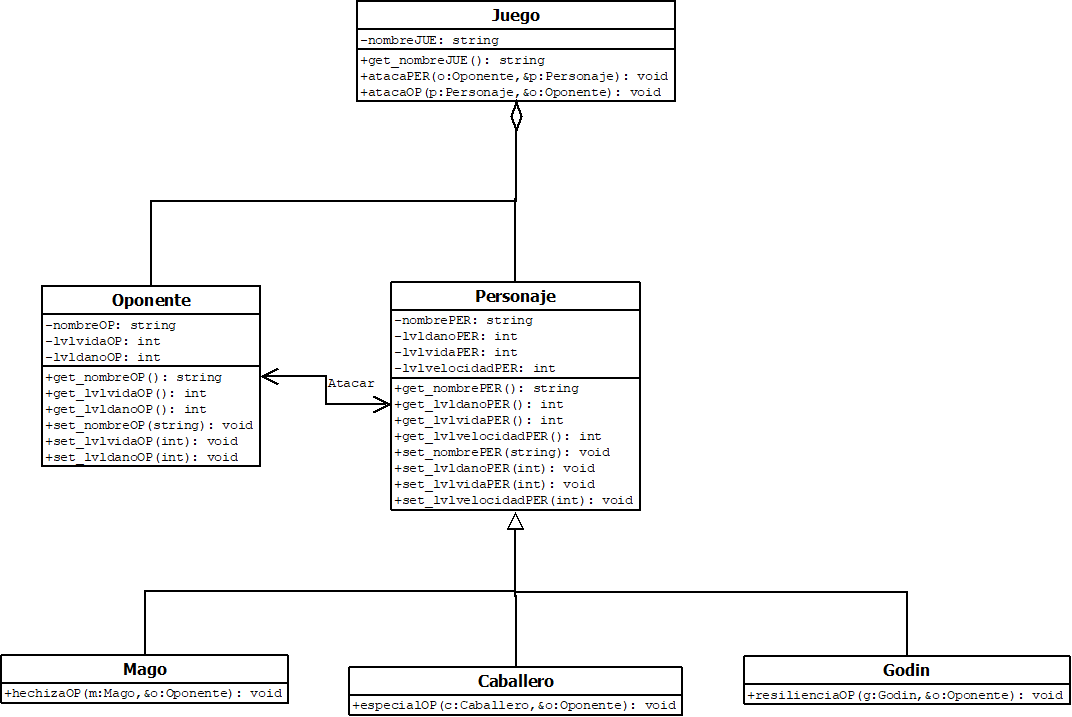 Juego
-nombreJUE: string
+get_nombreJUE(): string
+atacaPER(o:Oponente,&p:Personaje): void
+atacaOP(p:Personaje,&o:Oponente): void
Oponente
-nombreOP: string
-lvlvidaOP: int
-lvldanoOP: int
+get_nombreOP(): string
+get_lvlvidaOP(): int
+get_lvldanoOP(): int
+set_nombreOP(string): void
+set_lvlvidaOP(int): void
+set_lvldanoOP(int): void
Atacar
Personaje
-nombrePER: string
-lvldanoPER: int
-lvlvidaPER: int
-lvlvelocidadPER: int
+get_nombrePER(): string
+get_lvldanoPER(): int
+get_lvlvidaPER(): int
+get_lvlvelocidadPER(): int
+set_nombrePER(string): void
+set_lvldanoPER(int): void
+set_lvlvidaPER(int): void
+set_lvlvelocidadPER(int): void
Mago
+hechizaOP(m:Mago,&o:Oponente): void
Caballero
+especialOP(c:Caballero,&o:Oponente): void
Godin
+resilienciaOP(g:Godin,&o:Oponente): void